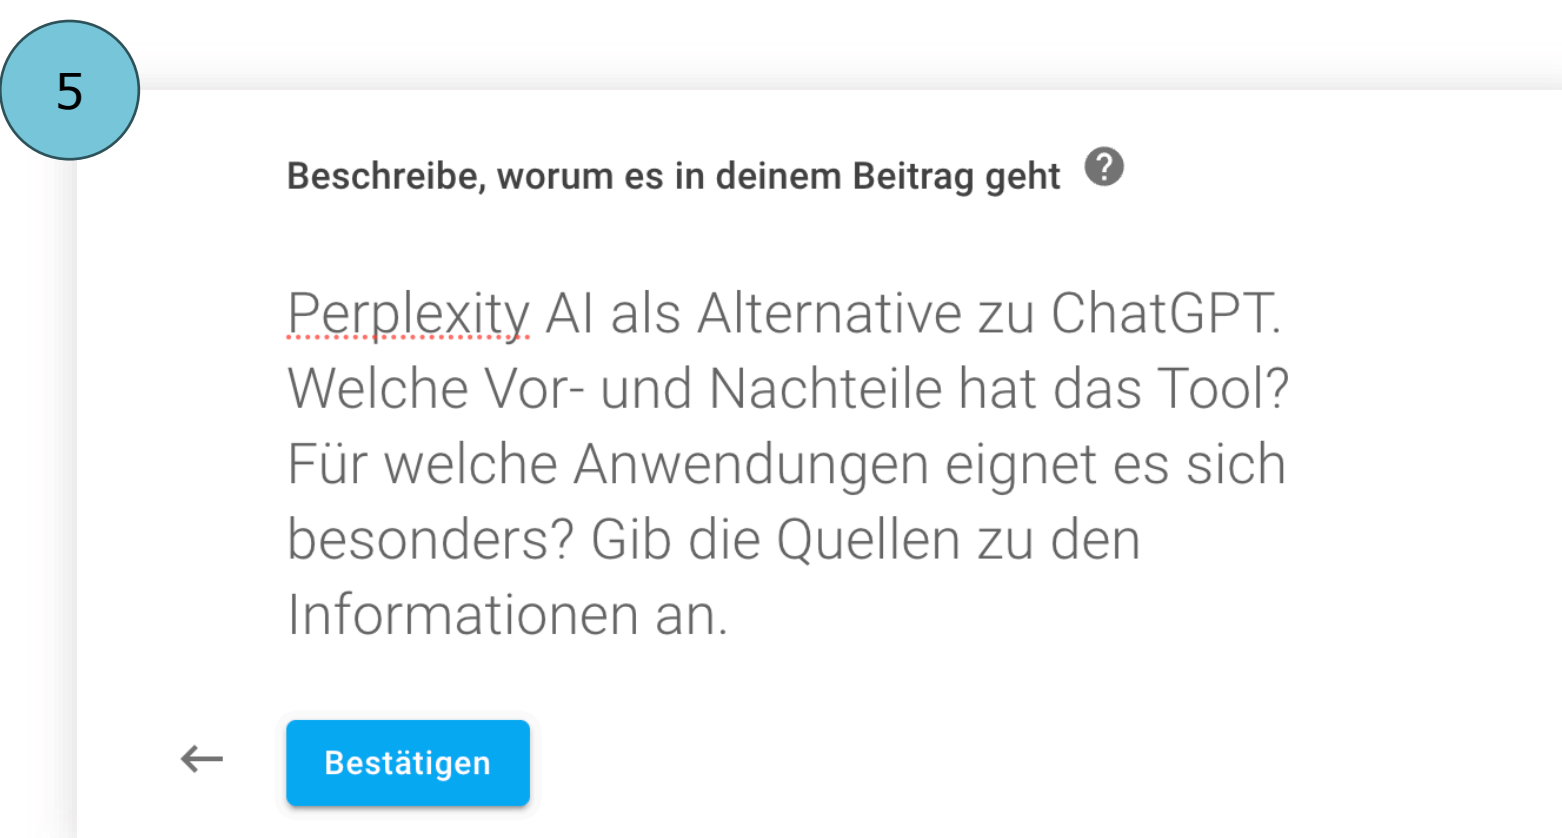 5
Beschreibe, worum es in deinem Beitrag geht ?
Perplexity AI als Alternative zu ChatGPT.
Welche Vor- und Nachteile hat das Tool?
Für welche Anwendungen eignet es sich
besonders? Gib die Quellen zu den
Informationen an.
Bestätigen